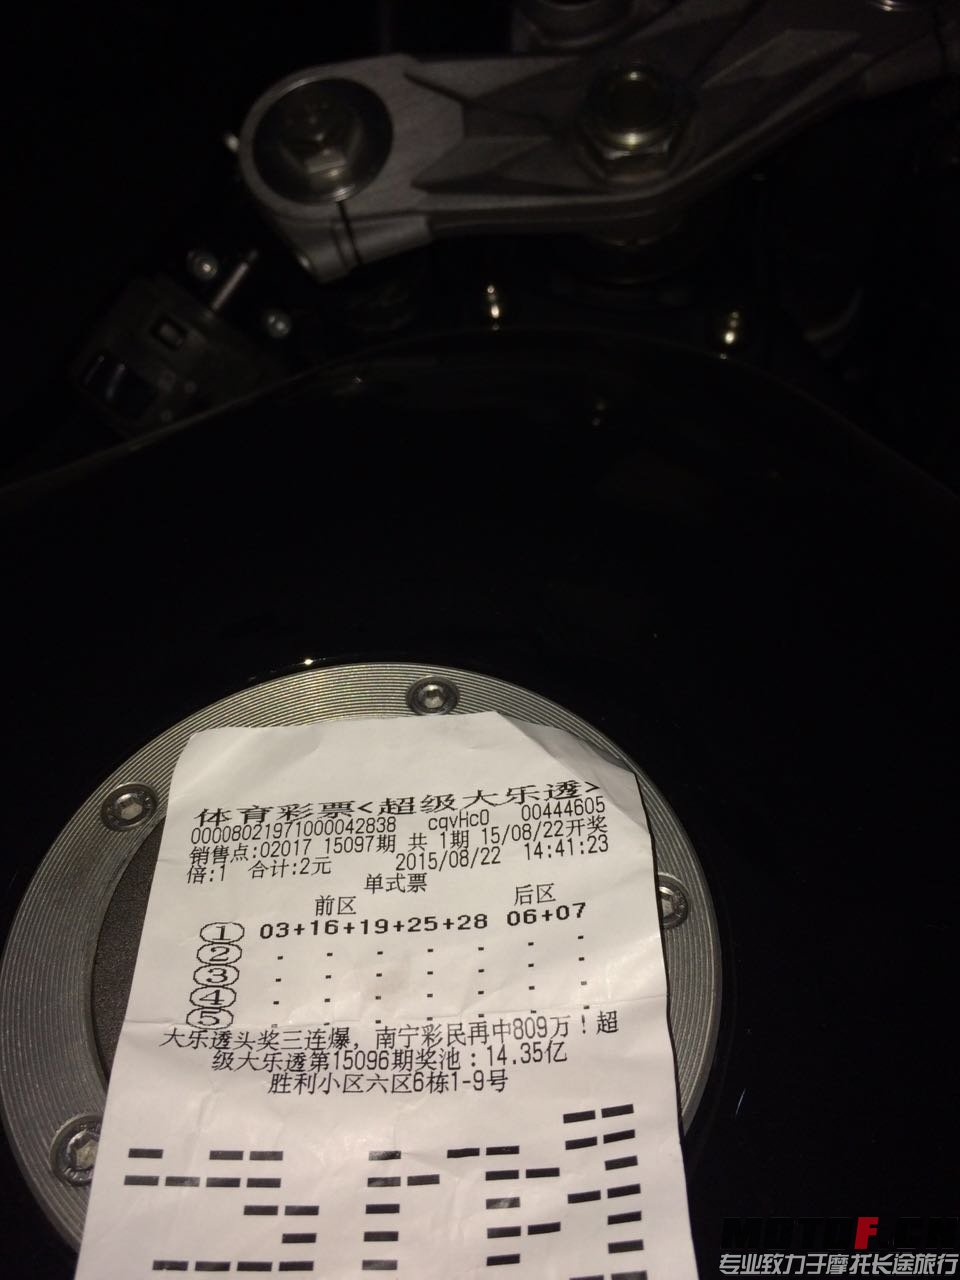 体育彩票<超级大乐透>
00008021971000042838 cqvHc0 00444605
销售点:02017 15097期 共 1期 15/08/22开奖
倍:1 合计:2元 2015/08/22 14:41:23
单式票
前区 后区
① 03+16+19+25+28 06+07
② - - - - - - -
③ - - - - - - -
④ - - - - - - -
⑤ - - - - - - -
大乐透头奖三连爆，南宁彩民再中809万！超
级大乐透第15096期奖池：14.35亿
胜利小区六区6栋1-9号
MOTOF.CN
专业致力于摩托长途旅行